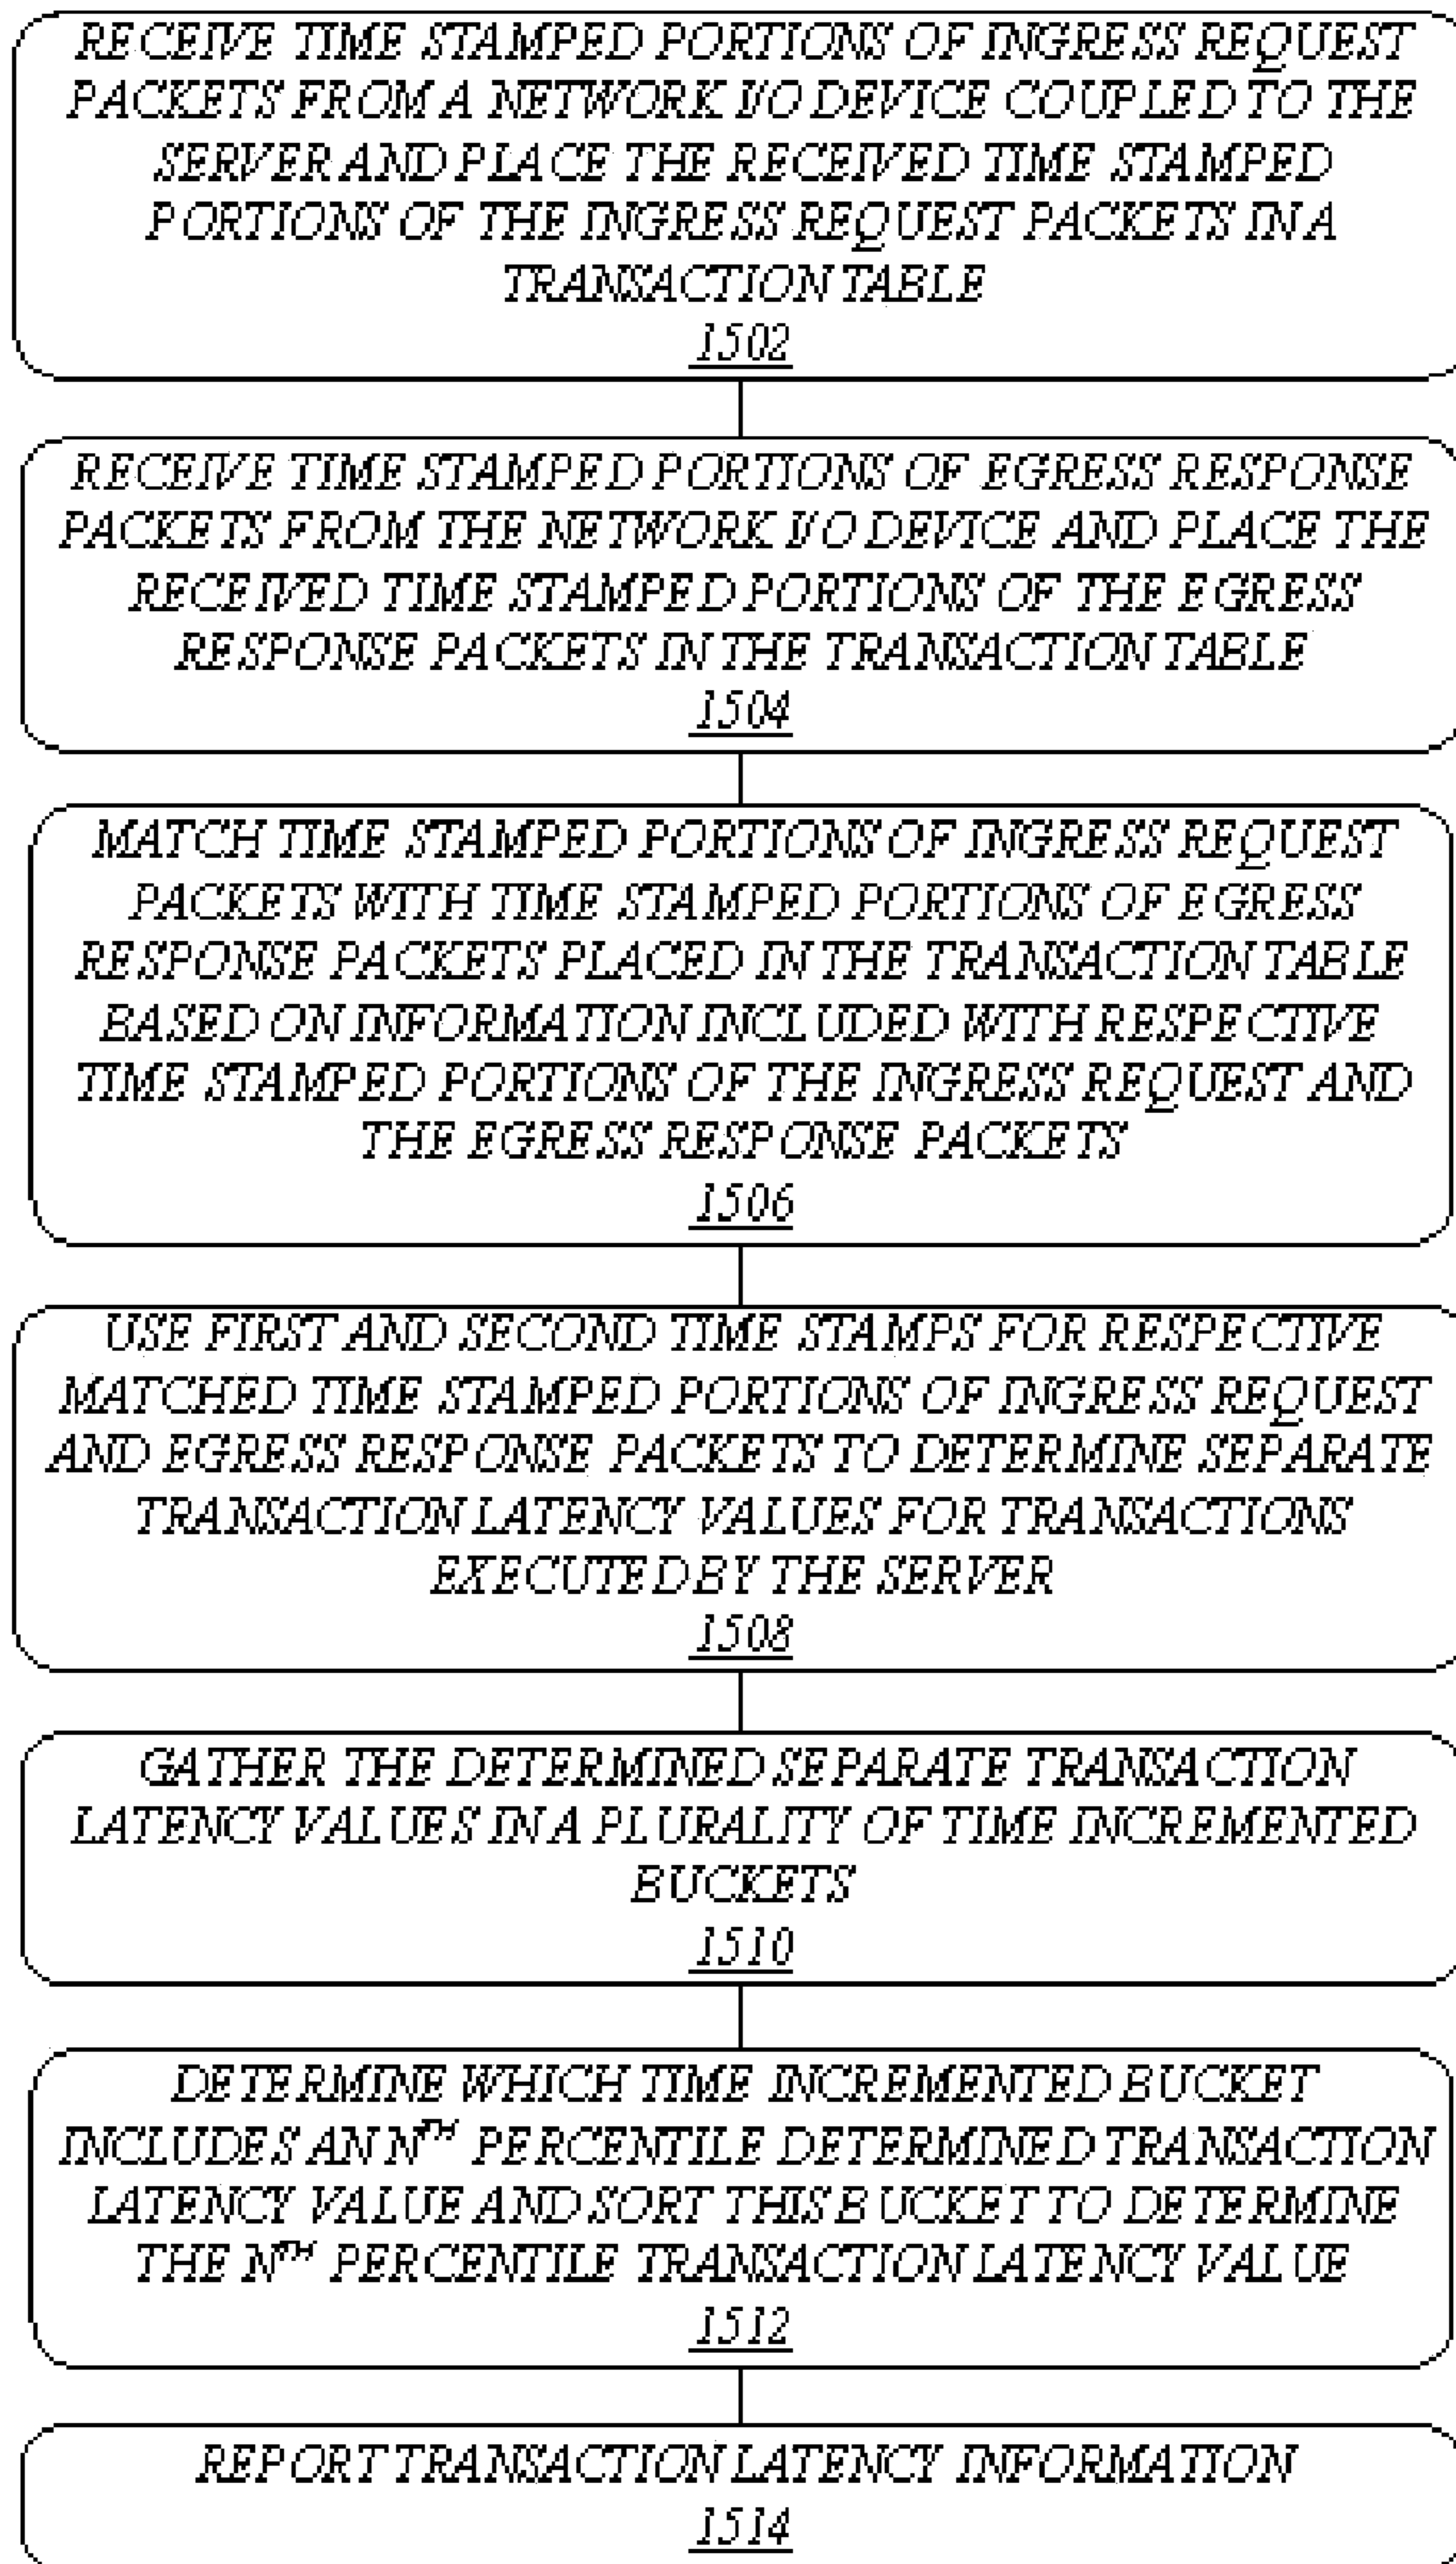 RECEIVE TIME STAMPED PORTIONS OF INGRESS REQUEST
PACKETS FROM A NETWORK I/O DEVICE COUPLED TO THE
SERVER AND PLACE THE RECEIVED TIME STAMPED
PORTIONS OF THE INGRESS REQUEST PACKETS IN A
TRANSACTION TABLE
1502
RECEIVE TIME STAMPED PORTIONS OF EGRESS RESPONSE
PACKETS FROM THE NETWORK I/O DEVICE AND PLACE THE
RECEIVED TIME STAMPED PORTIONS OF THE EGRESS
RESPONSE PACKETS IN THE TRANSACTION TABLE
1504
MATCH TIME STAMPED PORTIONS OF INGRESS REQUEST
PACKETS WITH TIME STAMPED PORTIONS OF EGRESS
RESPONSE PACKETS PLACED IN THE TRANSACTION TABLE
BASED ON INFORMATION INCLUDED WITH RESPECTIVE
TIME STAMPED PORTIONS OF THE INGRESS REQUEST AND
THE EGRESS RESPONSE PACKETS
1506
USE FIRST AND SECOND TIME STAMPS FOR RESPECTIVE
MATCHED TIME STAMPED PORTIONS OF INGRESS REQUEST
AND EGRESS RESPONSE PACKETS TO DETERMINE SEPARATE
TRANSACTION LATENCY VALUES FOR TRANSACTIONS
EXECUTED BY THE SERVER
1508
GATHER THE DETERMINED SEPARATE TRANSACTION
LATENCY VALUES IN A PLURALITY OF TIME INCREMENTED
BUCKETS
1510
DETERMINE WHICH TIME INCREMENTED BUCKET
INCLUDES AN NTH PERCENTILE DETERMINED TRANSACTION
LATENCY VALUE AND SORT THIS BUCKET TO DETERMINE
THE NTH PERCENTILE TRANSACTION LATENCY VALUE
1512
REPORT TRANSACTION LATENCY INFORMATION
1514